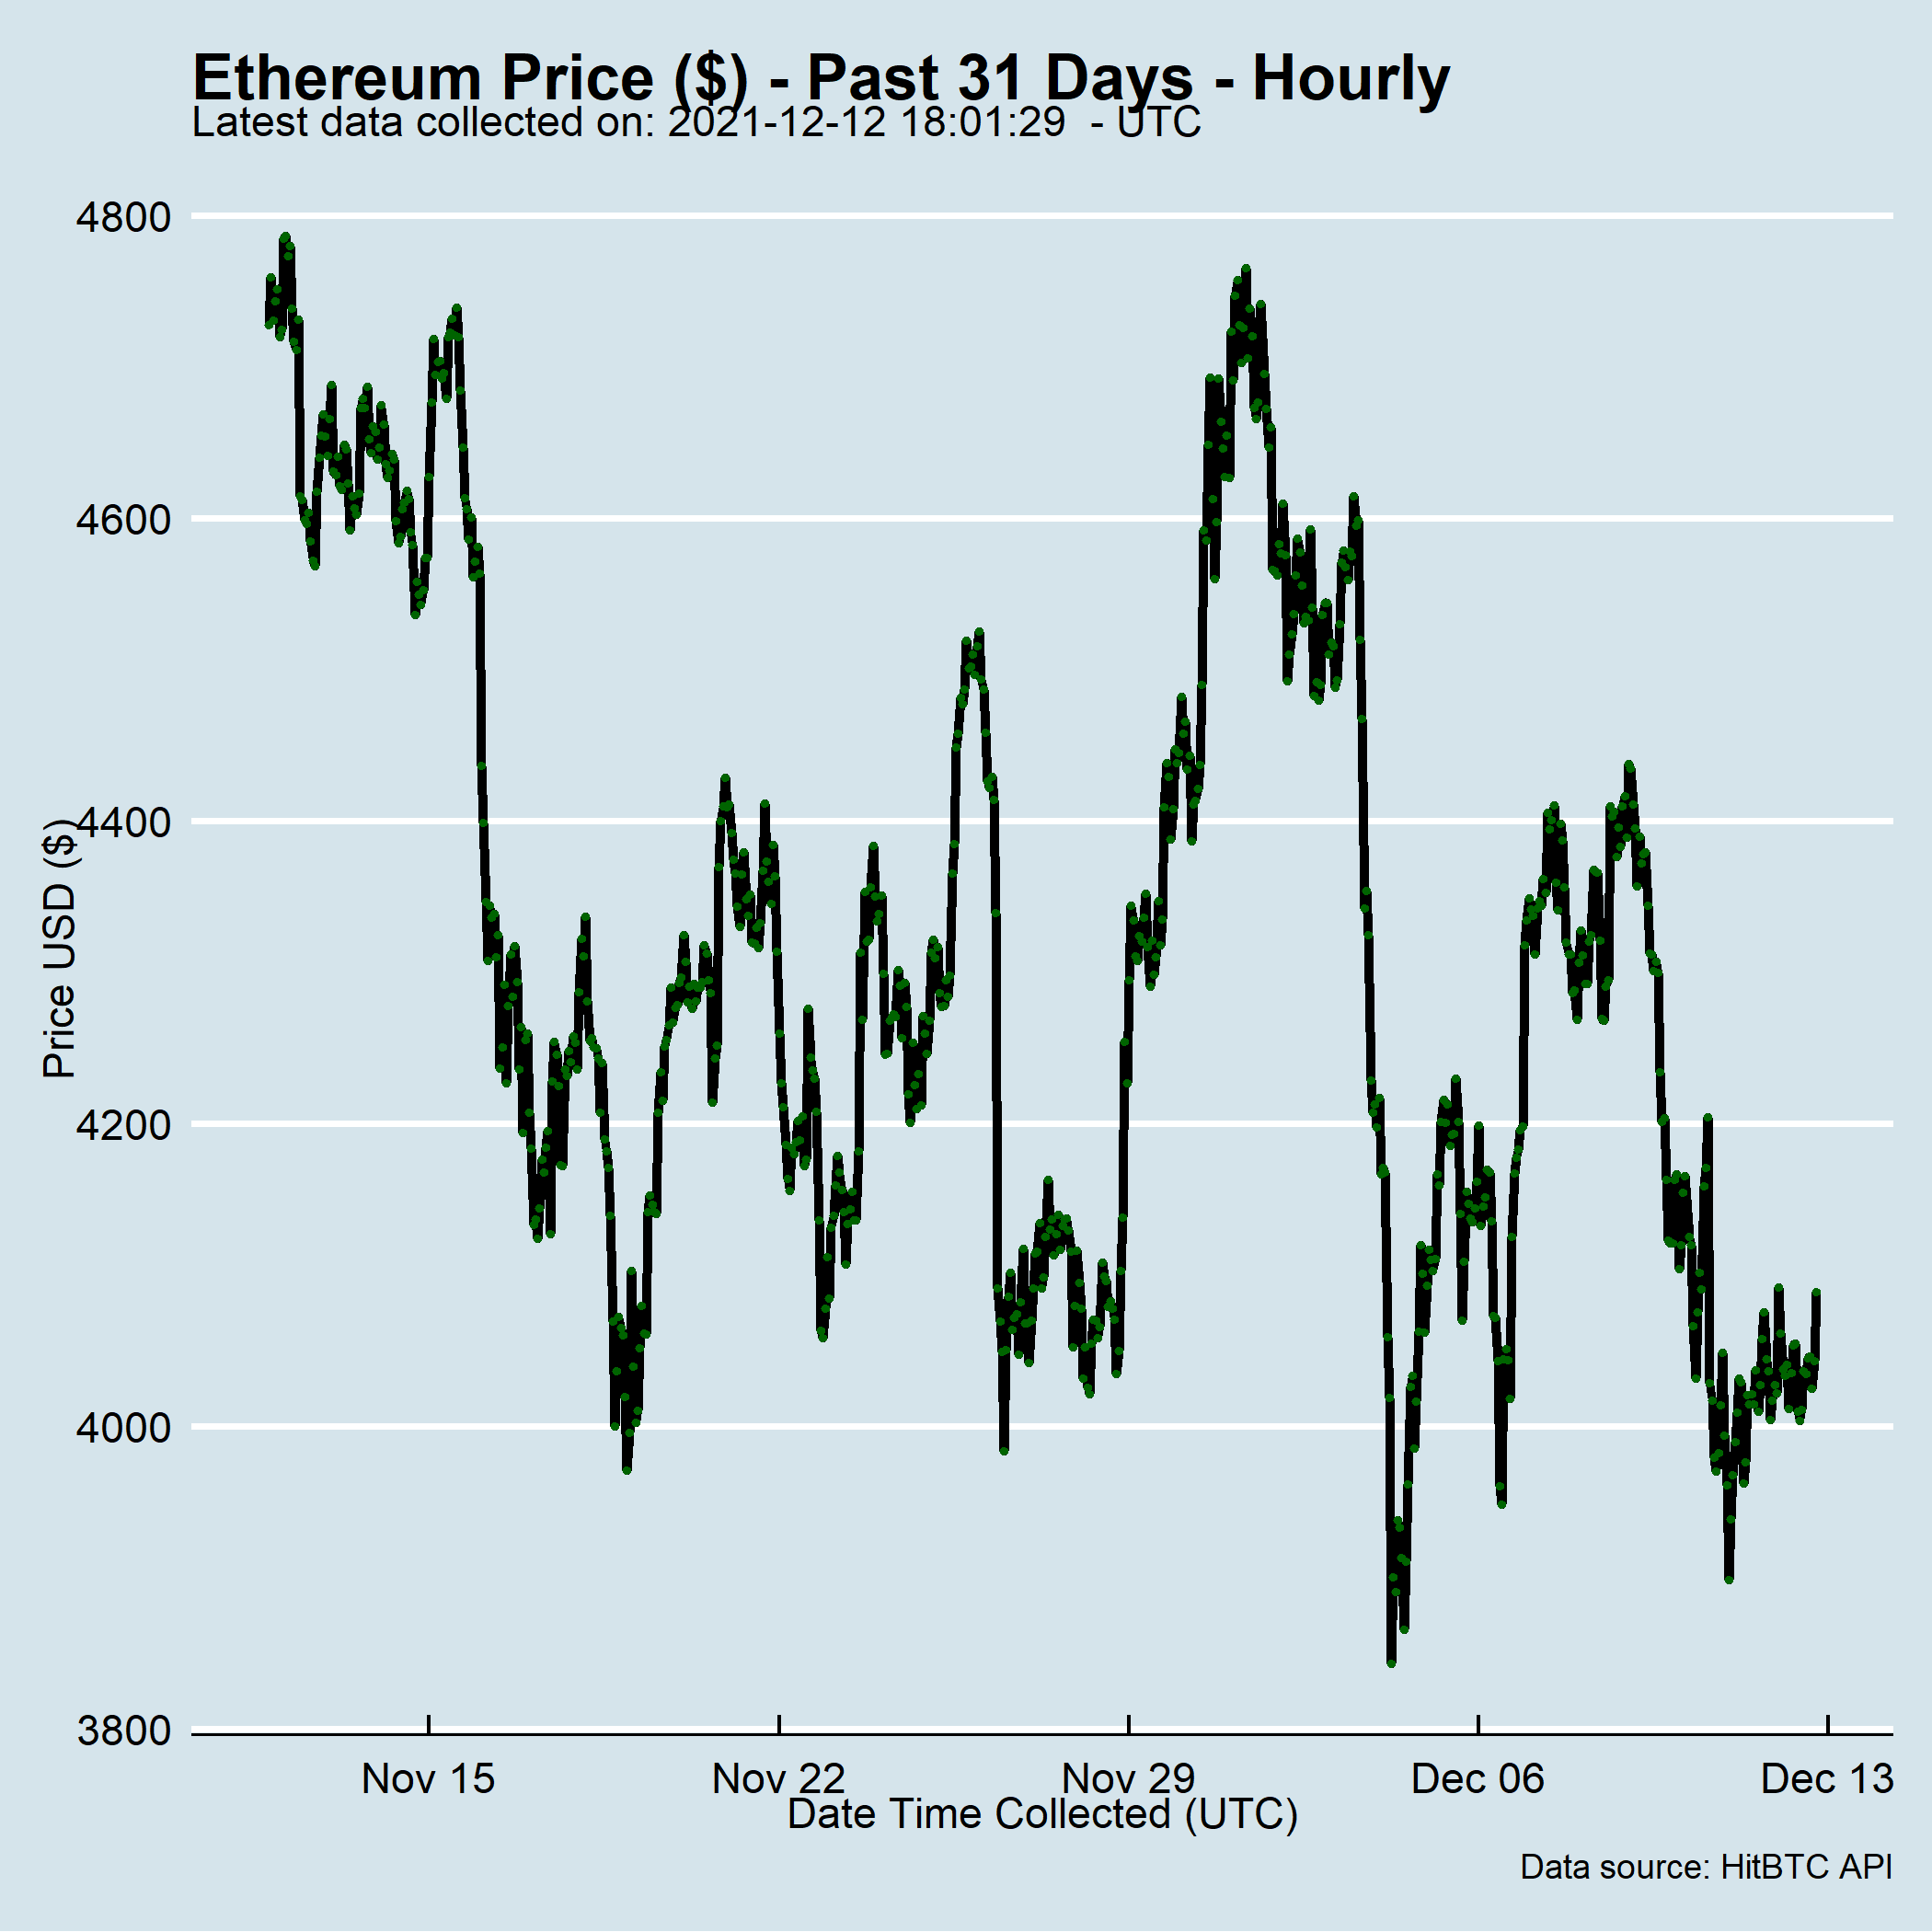 Ethereum Price ($) - Past 31 Days - Hourly
Latest data collected on: 2021-12-12 18:01:29  - UTC
4800
4600
4400
4200
4000
3800
Price USD ($)
Nov 15
Nov 22
Nov 29
Dec 06
Dec 13
Date Time Collected (UTC)
Data source: HitBTC API